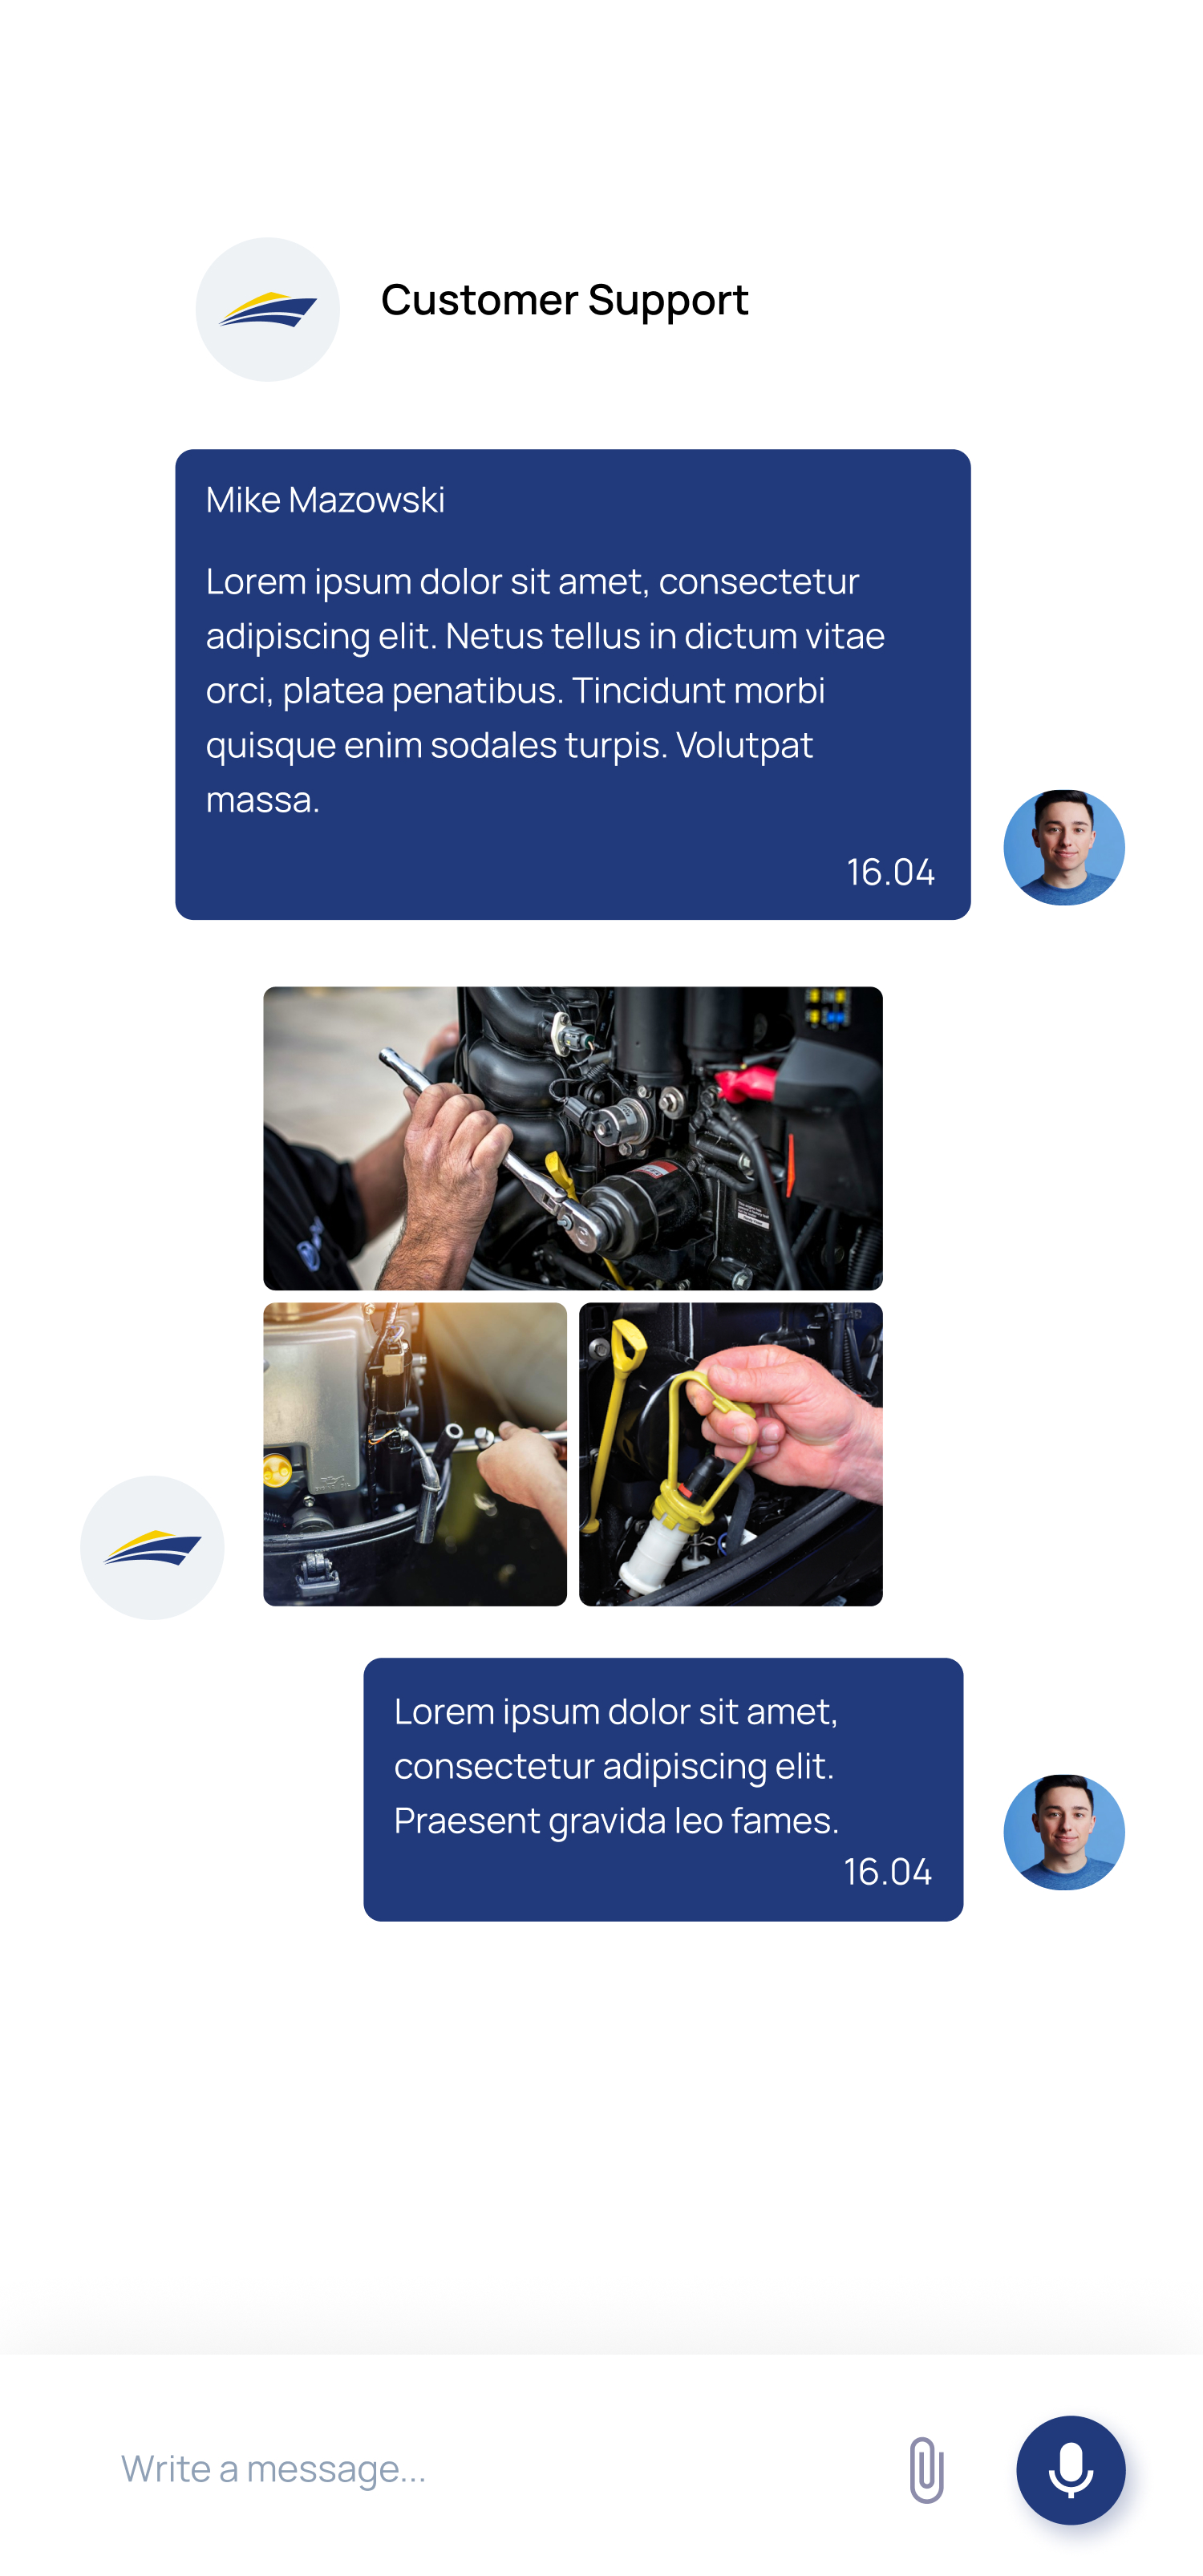 Customer Support
Mike Mazowski
Lorem ipsum dolor sit amet, consectetur
adipiscing elit. Netus tellus in dictum vitae
orci, platea penatibus. Tincidunt morbi
quisque enim sodales turpis. Volutpat
massa.
16.04
Lorem ipsum dolor sit amet,
consectetur adipiscing elit.
Praesent gravida leo fames.
16.04
Write a message...